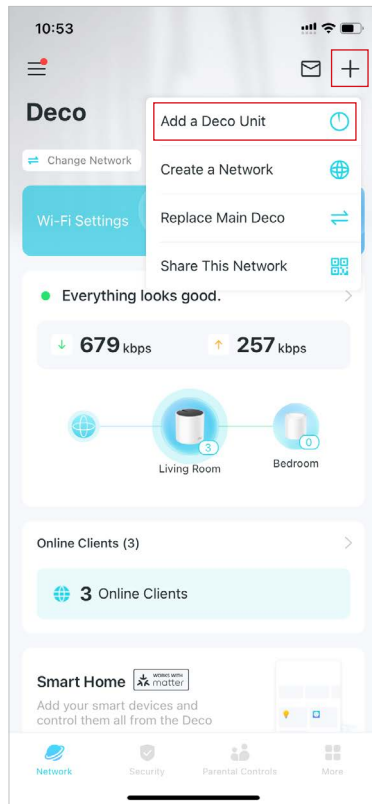 10:53
Deco
Add a Deco Unit
Change Network
Create a Network
Wi-Fi Settings
Replace Main Deco
Share This Network
Everything looks good.
679 kbps
257 kbps
3
0
Living Room
Bedroom
Online Clients (3)
3 Online Clients
Smart Home
WORKS WITH
matter
Add your smart devices and
control them all from the Deco
Network
Security
Parental Controls
More